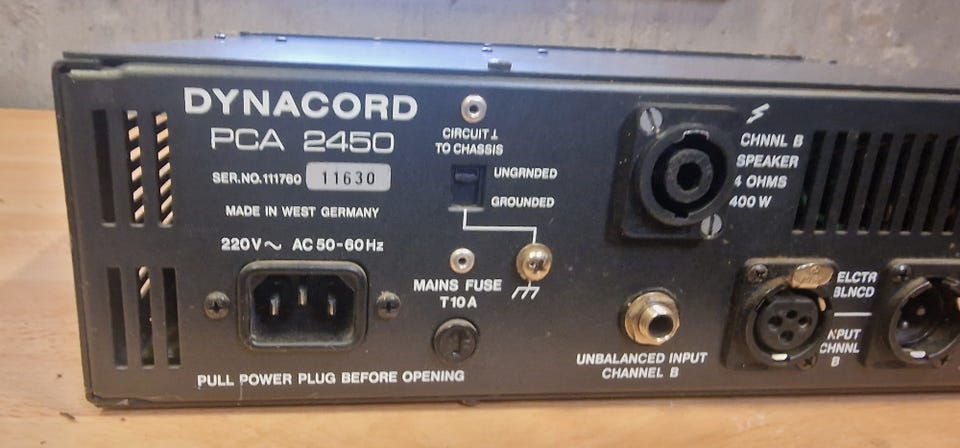 DYNACORD
PCA 2450
SER.NO.111760 11630
MADE IN WEST GERMANY
220V~ AC 50-60Hz
PULL POWER PLUG BEFORE OPENING
CIRCUIT ⊥
TO CHASSIS
UNGRNDED
GROUNDED
MAINS FUSE
T10A
CHNNL B
SPEAKER
4 OHMS
400 W
UNBALANCED INPUT
CHANNEL B
ELCTR
BLNCD
INPUT
CHNNL
B